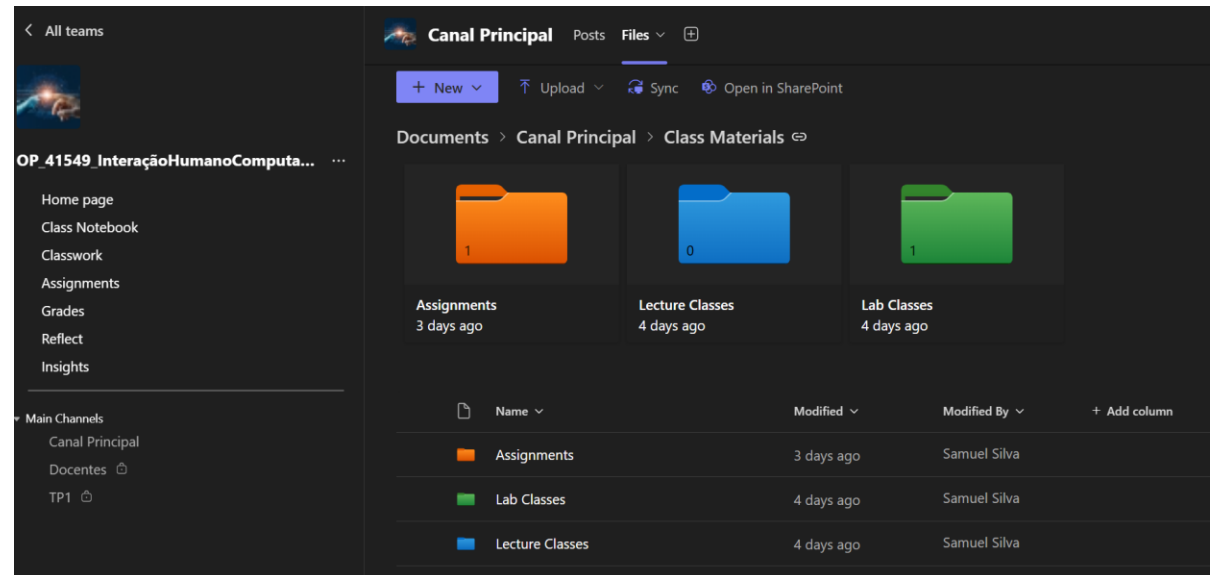 All teams
OP_41549_InteraçãoHumanoComputa... ...
Home page
Class Notebook
Classwork
Assignments
Grades
Reflect
Insights
Main Channels
Canal Principal
Docentes
TP1
Canal Principal Posts Files
+ New Upload Sync Open in SharePoint
Documents > Canal Principal > Class Materials
1 0 1
Assignments Lecture Classes Lab Classes
3 days ago 4 days ago 4 days ago
Name Modified Modified By + Add column
Assignments 3 days ago Samuel Silva
Lab Classes 4 days ago Samuel Silva
Lecture Classes 4 days ago Samuel Silva